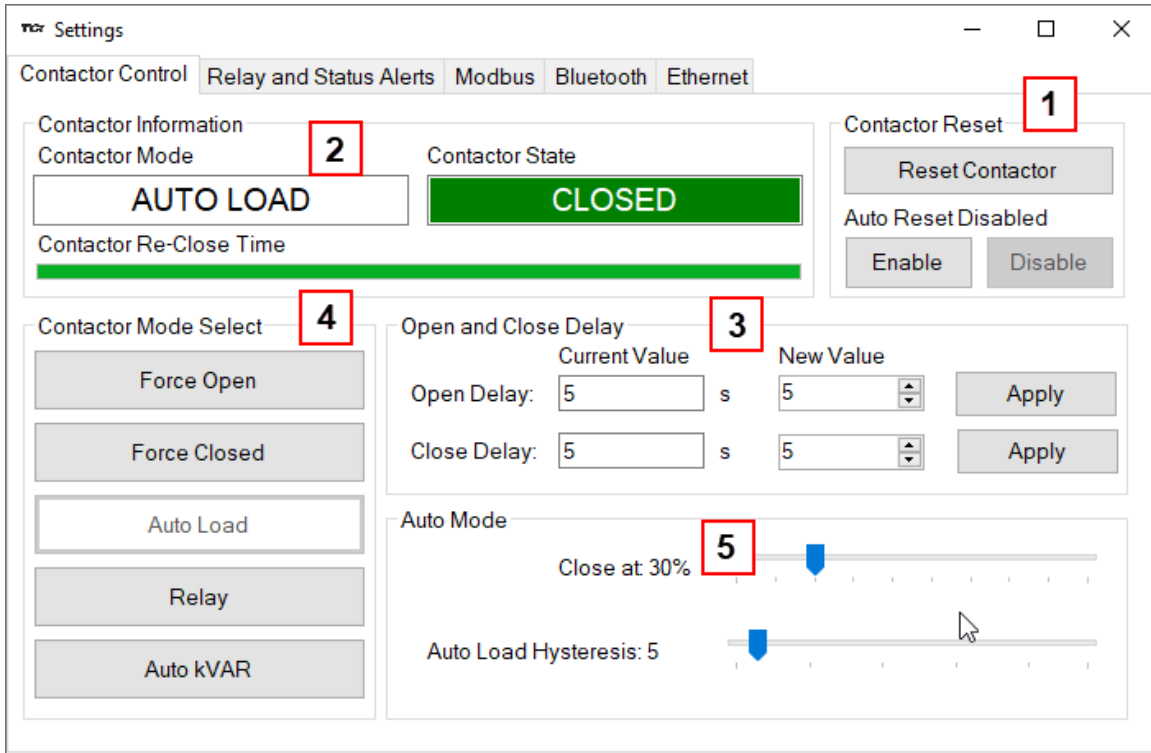 TCI Settings
Contactor Control Relay and Status Alerts Modbus Bluetooth Ethernet
1
Contactor Information
2
Contactor Reset
Contactor Mode
Contactor State
Reset Contactor
AUTO LOAD
CLOSED
Auto Reset Disabled
Contactor Re-Close Time
Enable
Disable
4
3
Contactor Mode Select
Open and Close Delay
Current Value
New Value
Force Open
Open Delay:
5
s
5
Apply
Force Closed
Close Delay:
5
s
5
Apply
Auto Load
Auto Mode
5
Close at: 30%
Relay
Auto Load Hysteresis: 5
Auto kVAR